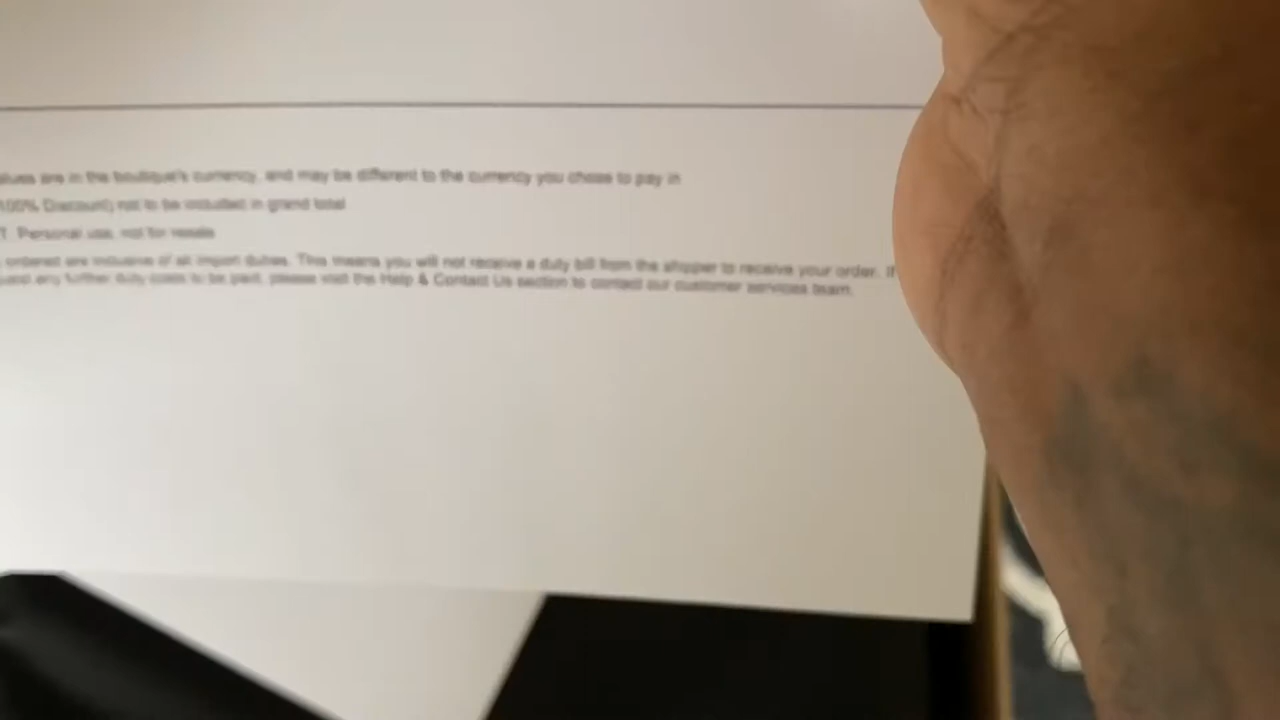 are in the boutique's currency, and may be different to the currency you chose to pay in
100% Discount) not to be included in grand total
Personal use, not for resale
ordered are inclusive of all import duties. This means you will not receive a duty bill from the shipper to receive your order. If
any further duty costs to be paid, please visit the Help & Contact Us section to contact our customer services team.